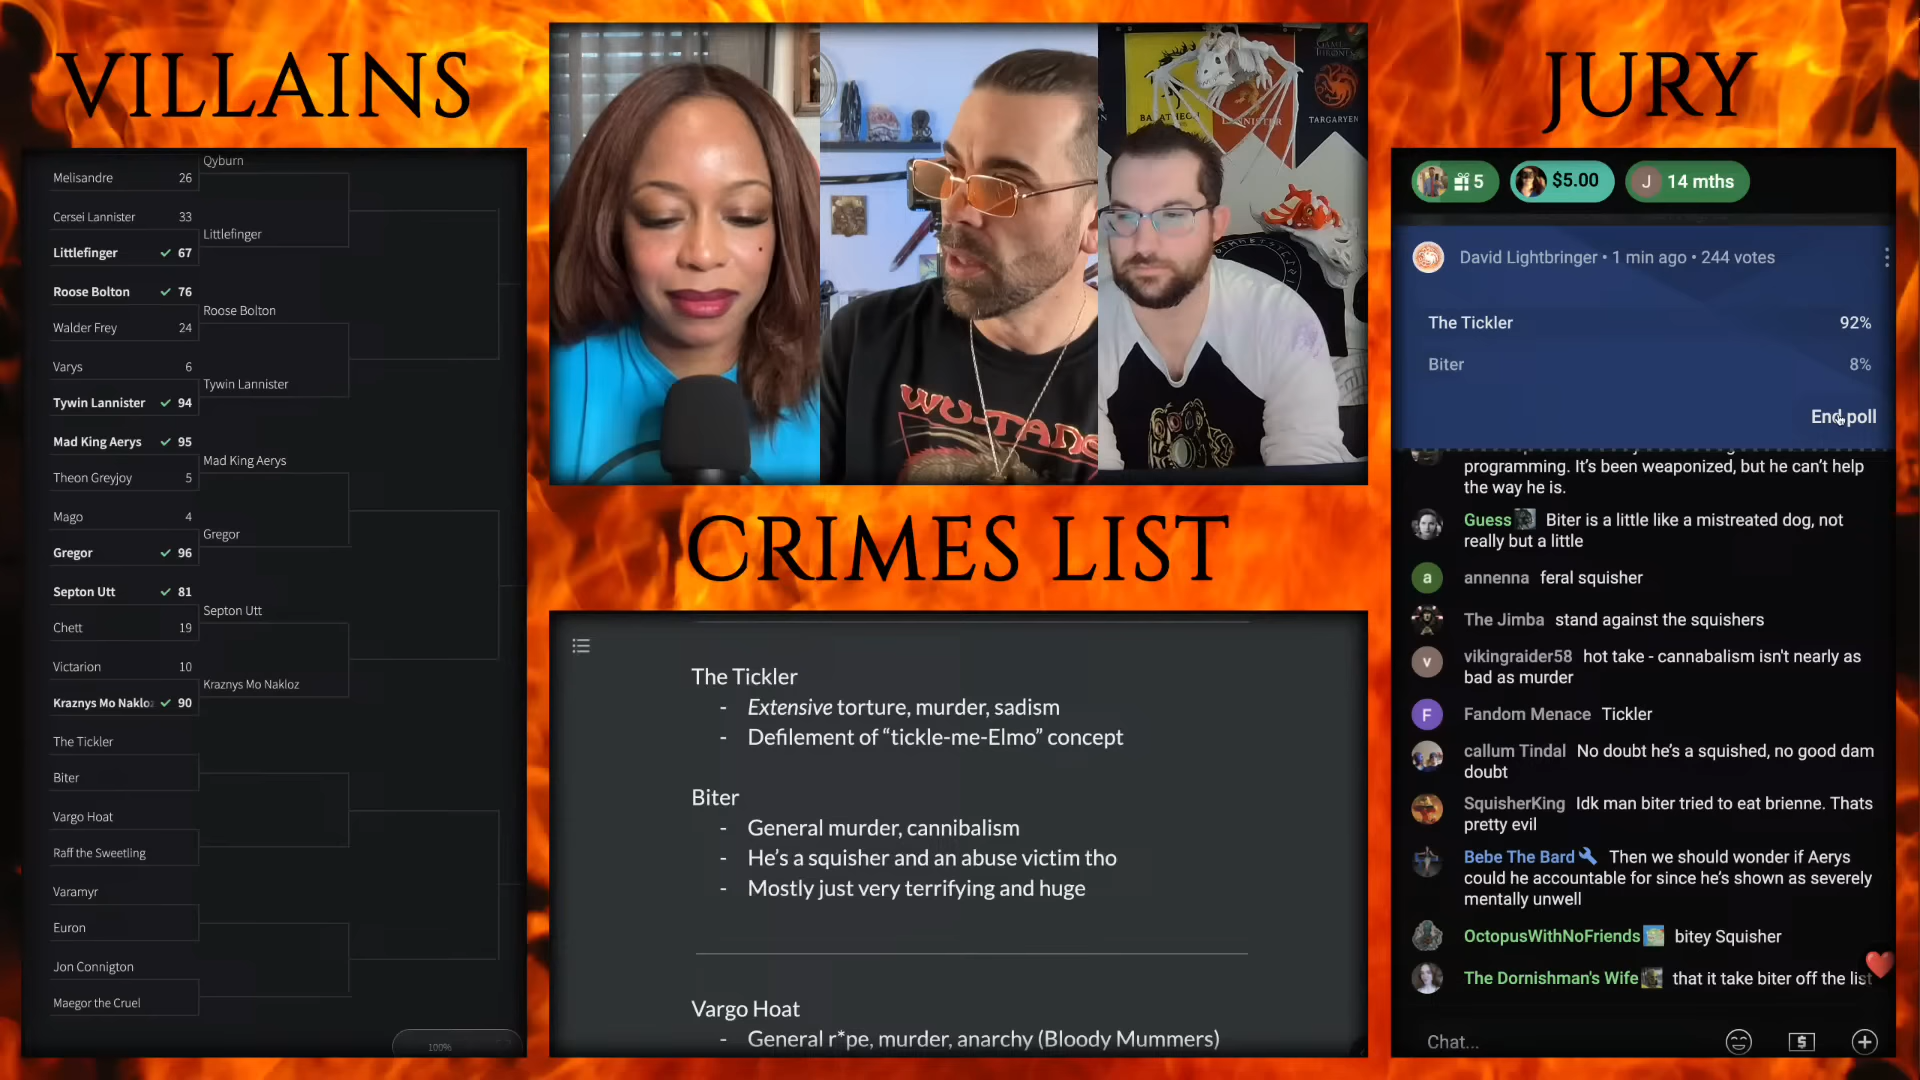 VILLAINS
Qyburn
Melisandre 26
Cersei Lannister 33
Littlefinger
Littlefinger ✓ 67
Roose Bolton ✓ 76
Roose Bolton
Walder Frey 24
Varys 6
Tywin Lannister
Tywin Lannister ✓ 94
Mad King Aerys ✓ 95
Mad King Aerys
Theon Greyjoy 5
Mago 4
Gregor
Gregor ✓ 96
Septon Utt ✓ 81
Septon Utt
Chett 19
Victarion 10
Kraznys Mo Nakloz
Kraznys Mo Nakloz ✓ 90
The Tickler
Biter
Vargo Hoat
Raff the Sweetling
Varamyr
Euron
Jon Connigton
Maegor the Cruel
100%
GAME
THRONES
BARATHEON
LANNISTER
TARGARYEN
WU-TANG
CRIMES LIST
The Tickler
- Extensive torture, murder, sadism
- Defilement of “tickle-me-Elmo” concept
Biter
- General murder, cannibalism
- He’s a squisher and an abuse victim tho
- Mostly just very terrifying and huge
Vargo Hoat
- General r*pe, murder, anarchy (Bloody Mummers)
JURY
5
$5.00
J 14 mths
David Lightbringer • 1 min ago • 244 votes
The Tickler 92%
Biter 8%
End poll
programming. It’s been weaponized, but he can’t help
the way he is.
Guess Biter is a little like a mistreated dog, not
really but a little
a annenna feral squisher
The Jimba stand against the squishers
v vikingraider58 hot take - cannabalism isn't nearly as
bad as murder
F Fandom Menace Tickler
callum Tindal No doubt he’s a squished, no good dam
doubt
SquisherKing Idk man biter tried to eat brienne. Thats
pretty evil
Bebe The Bard Then we should wonder if Aerys
could he accountable for since he’s shown as severely
mentally unwell
OctopusWithNoFriends bitey Squisher
The Dornishman's Wife that it take biter off the list
Chat...
$